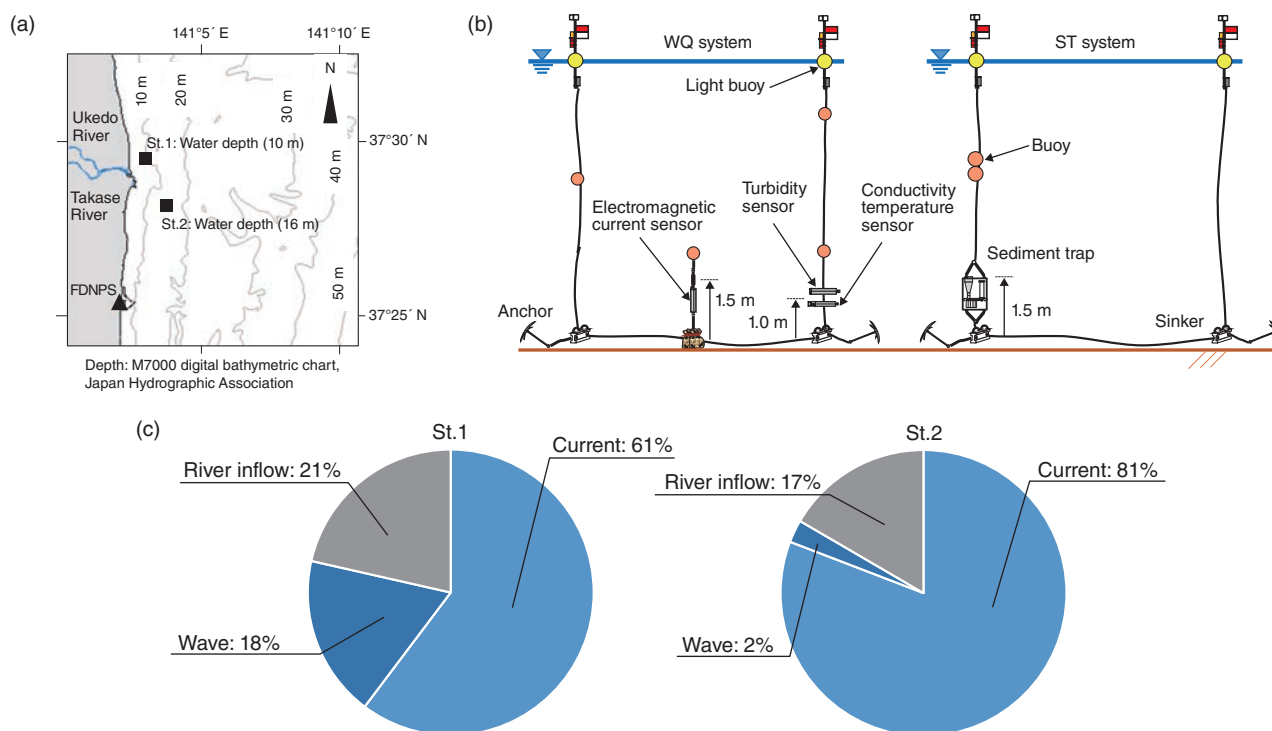 (a)
141°5´ E
141°10´ E
N
10 m
20 m
30 m
40 m
50 m
Ukedo
River
St.1: Water depth (10 m)
37°30´ N
Takase
River
St.2: Water depth (16 m)
FDNPS
37°25´ N
Depth: M7000 digital bathymetric chart,
Japan Hydrographic Association
(b)
WQ system
ST system
Light buoy
Buoy
Electromagnetic
current sensor
Turbidity
sensor
Conductivity
temperature
sensor
Sediment trap
1.5 m
1.0 m
1.5 m
Anchor
Sinker
(c)
St.1
River inflow: 21%
Current: 61%
Wave: 18%
St.2
River inflow: 17%
Current: 81%
Wave: 2%